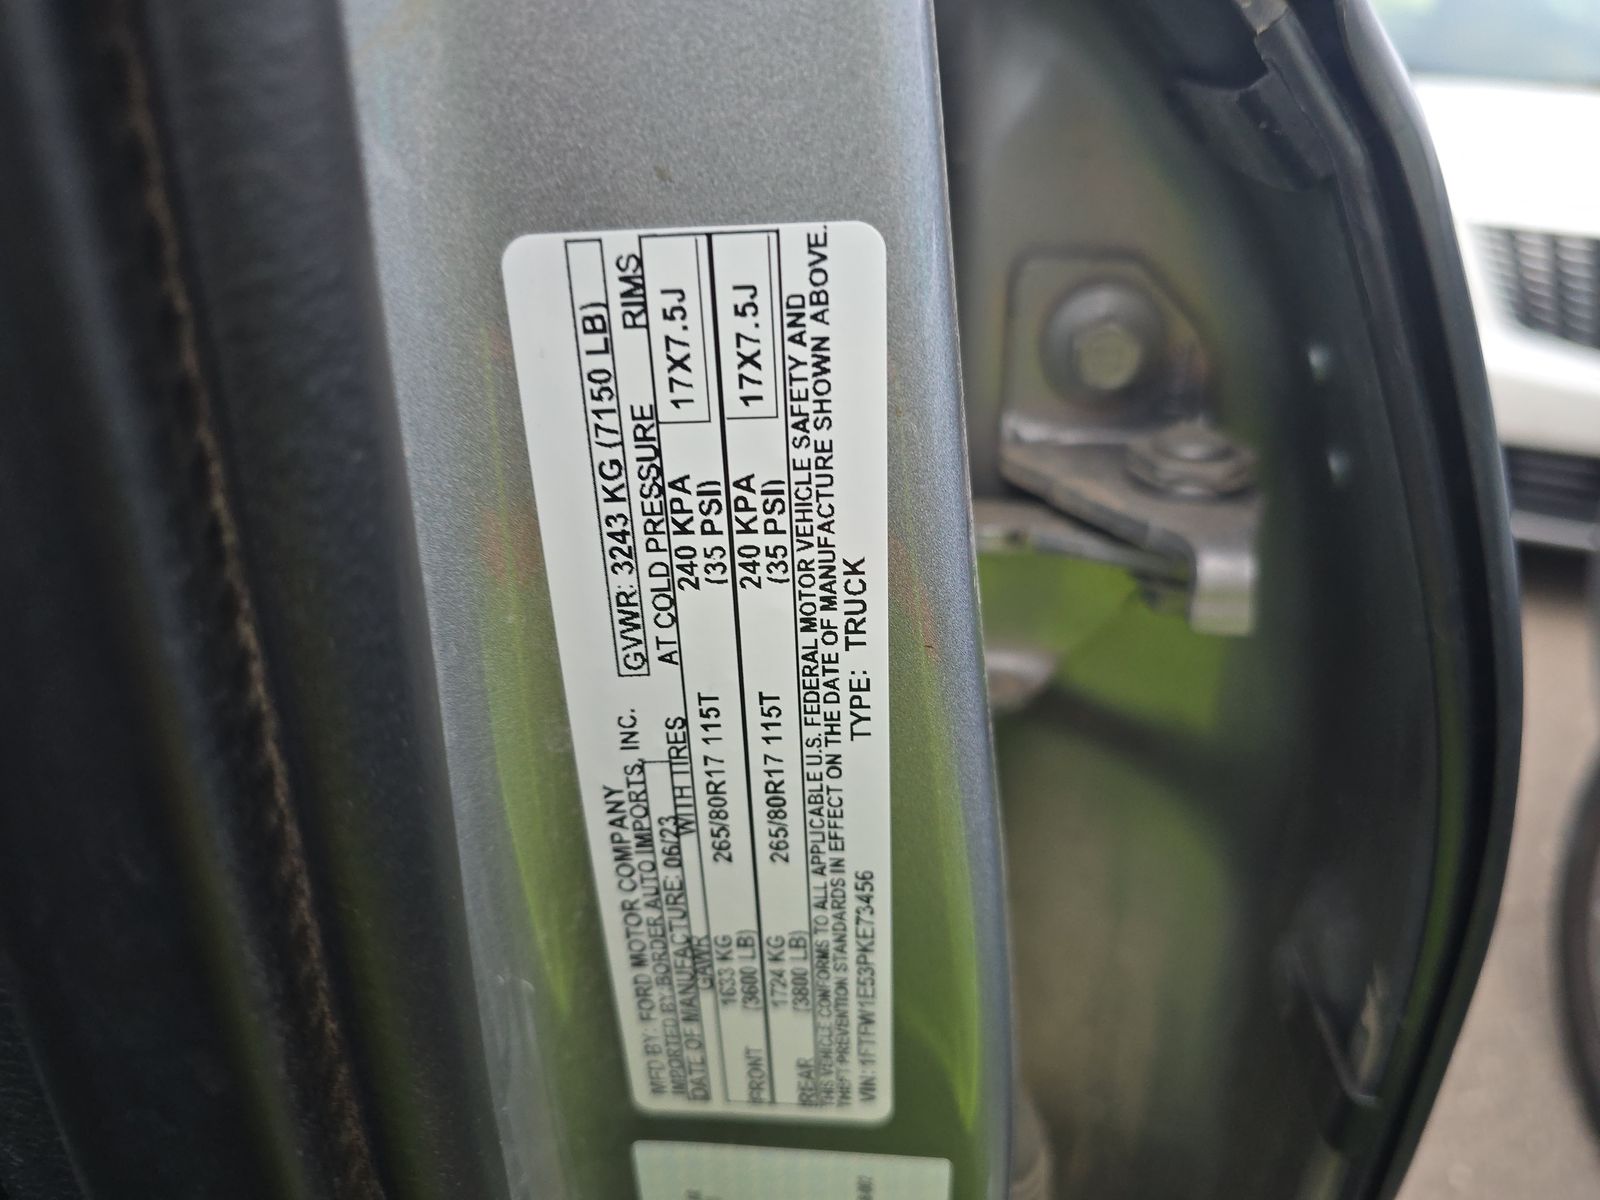 MFD BY: FORD MOTOR COMPANY
IMPORTED BY BORDER AUTO IMPORTS, INC.
DATE OF MANUFACTURE: 06/23
GVWR: 3243 KG (7150 LB)
GAWR WITH TIRES AT COLD PRESSURE RIMS
FRONT 1633 KG 265/80R17 115T 240 KPA 17X7.5J
(3600 LB) (35 PSI)
REAR 1724 KG 265/80R17 115T 240 KPA 17X7.5J
(3800 LB) (35 PSI)
THIS VEHICLE CONFORMS TO ALL APPLICABLE U.S. FEDERAL MOTOR VEHICLE SAFETY AND
THEFT PREVENTION STANDARDS IN EFFECT ON THE DATE OF MANUFACTURE SHOWN ABOVE.
VIN: 1FTFW1E53PKE73456 TYPE: TRUCK